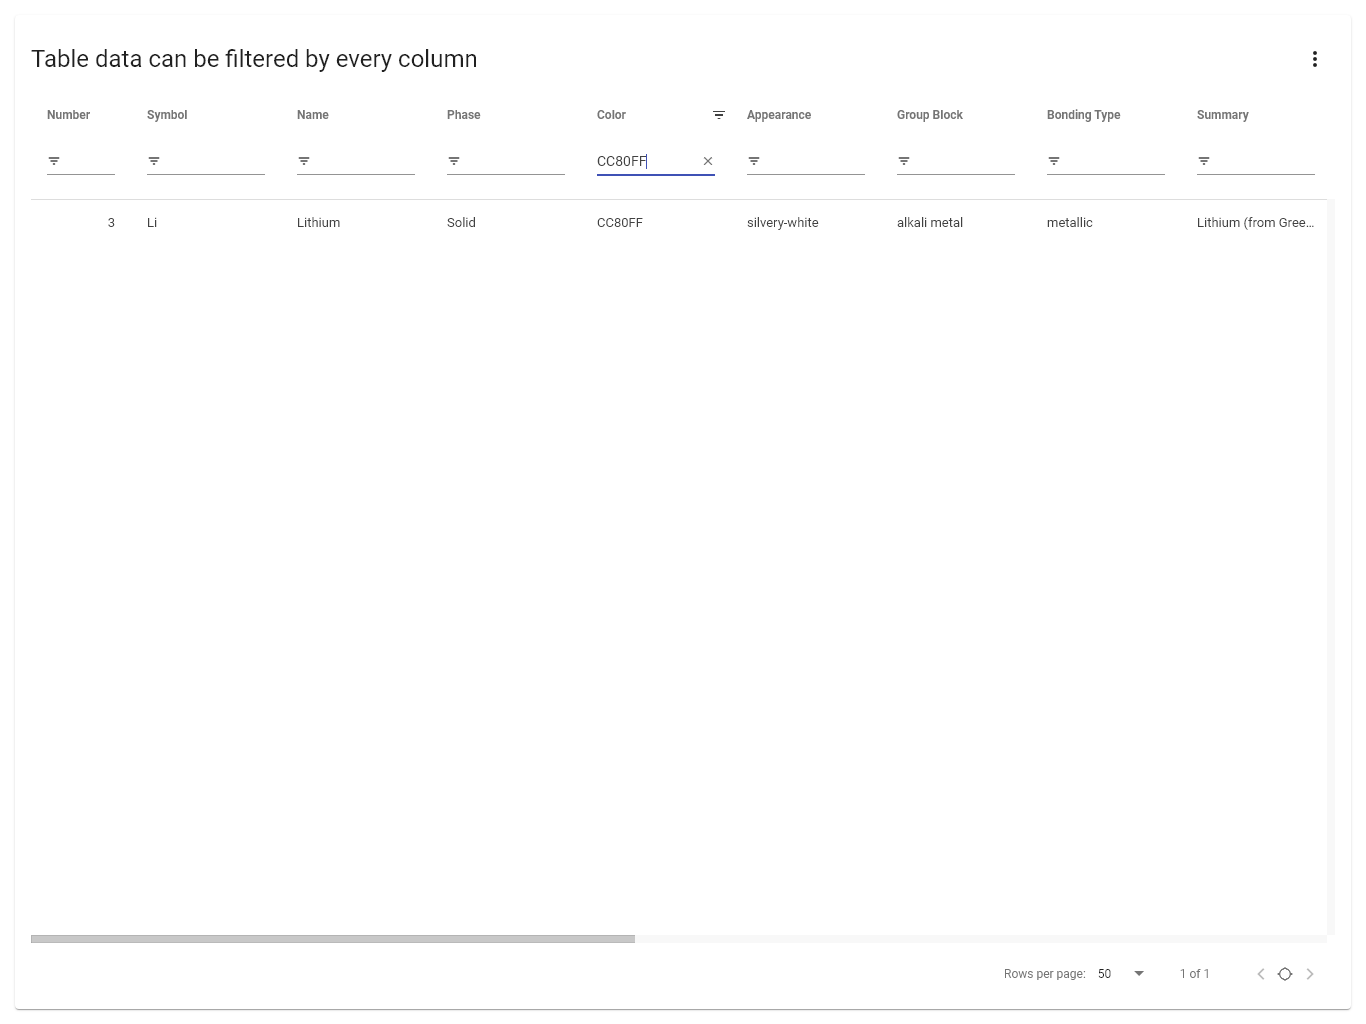 Table data can be filtered by every column
Number Symbol Name Phase Color Appearance Group Block Bonding Type Summary
CC80FF
3 Li Lithium Solid CC80FF silvery-white alkali metal metallic Lithium (from Gree…
Rows per page: 50 1 of 1